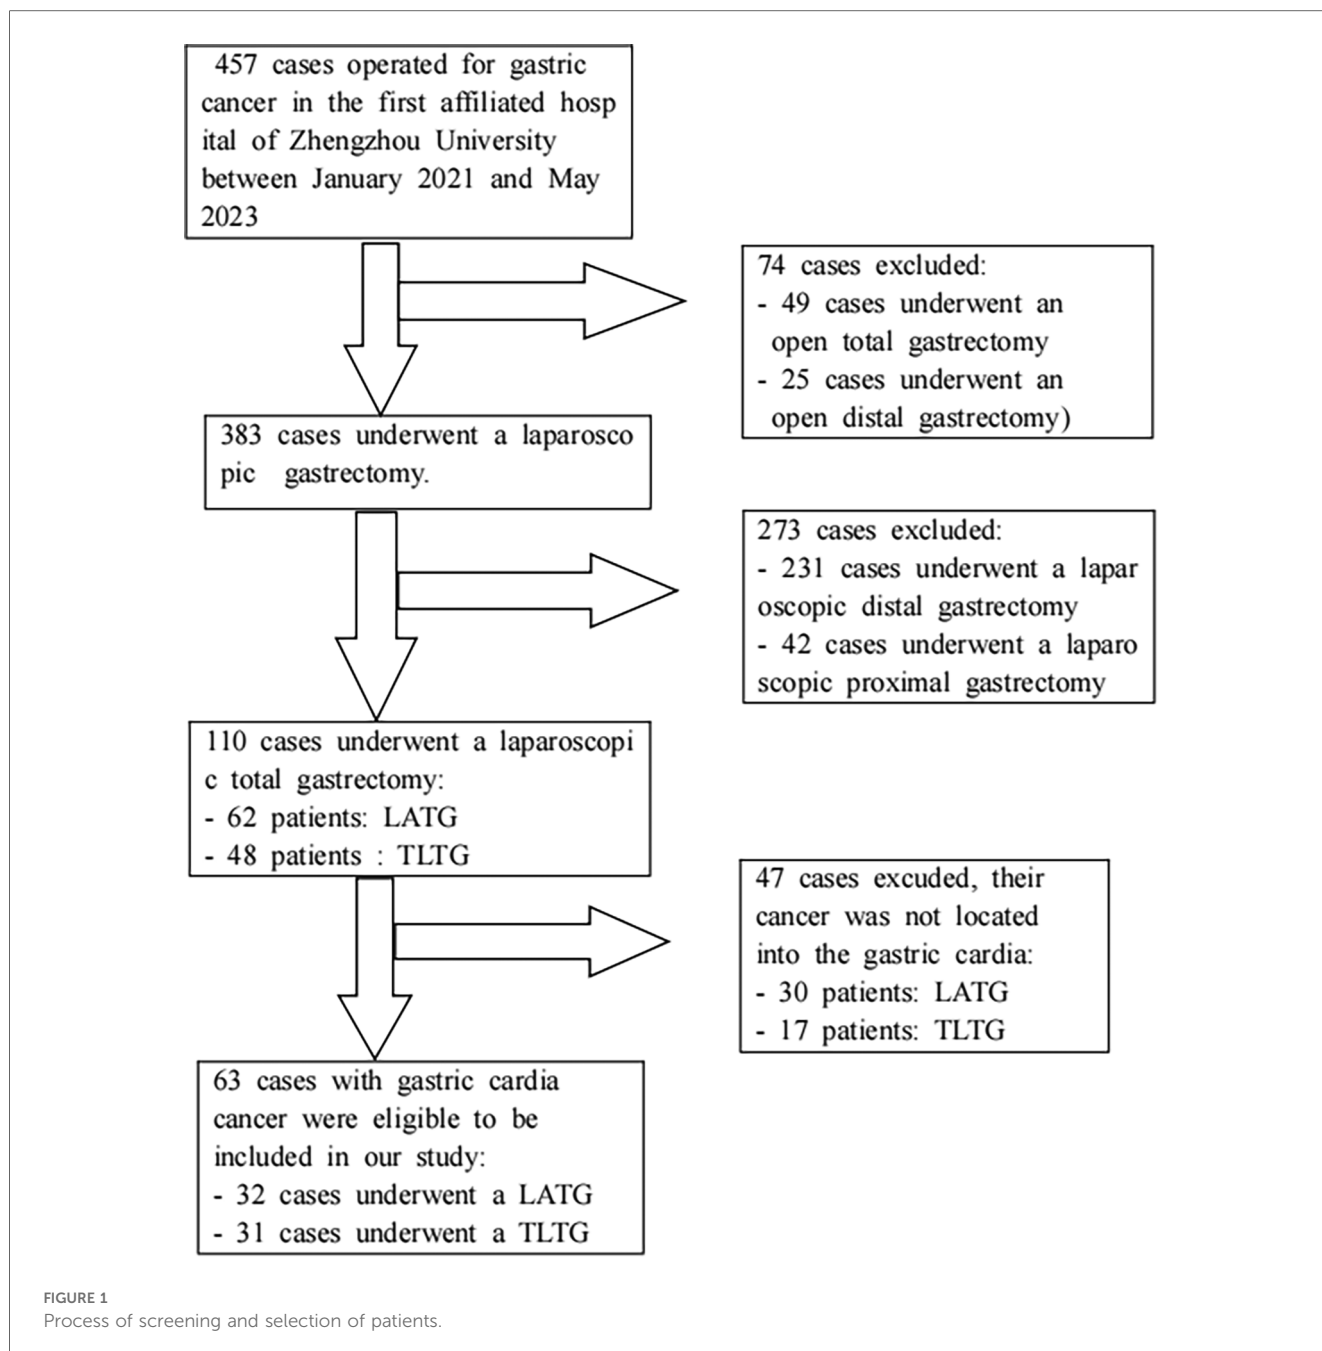 457 cases operated for gastric
cancer in the first affiliated hosp
ital of Zhengzhou University
between January 2021 and May
2023
74 cases excluded:
- 49 cases underwent an
open total gastrectomy
- 25 cases underwent an
open distal gastrectomy)
383 cases underwent a laparosco
pic gastrectomy.
273 cases excluded:
- 231 cases underwent a lapar
oscopic distal gastrectomy
- 42 cases underwent a laparo
scopic proximal gastrectomy
110 cases underwent a laparoscopi
c total gastrectomy:
- 62 patients: LATG
- 48 patients : TLTG
47 cases excuded, their
cancer was not located
into the gastric cardia:
- 30 patients: LATG
- 17 patients: TLTG
63 cases with gastric cardia
cancer were eligible to be
included in our study:
- 32 cases underwent a LATG
- 31 cases underwent a TLTG
FIGURE 1
Process of screening and selection of patients.